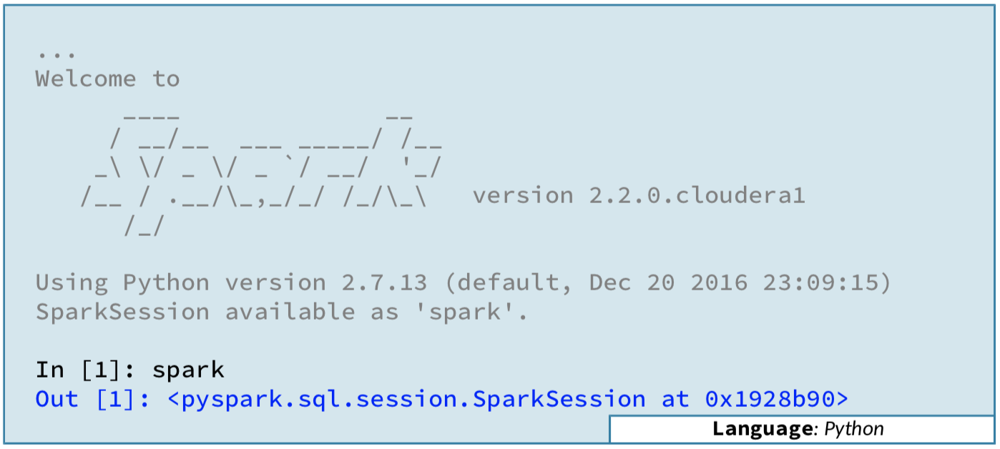 ...
Welcome to
      ____              __
     / __/__  ___ _____/ /__
    _\ \/ _ \/ _ `/ __/  '_/
   /__ / .__/\_,_/_/ /_/\_\   version 2.2.0.cloudera1
      /_/
Using Python version 2.7.13 (default, Dec 20 2016 23:09:15)
SparkSession available as 'spark'.
In [1]: spark
Out [1]: <pyspark.sql.session.SparkSession at 0x1928b90>
Language: Python